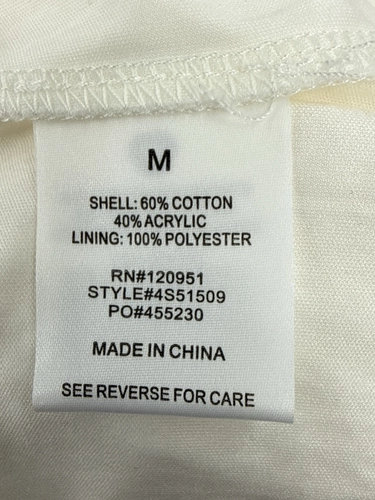 M
SHELL: 60% COTTON
40% ACRYLIC
LINING: 100% POLYESTER
RN#120951
STYLE#4S51509
PO#455230
MADE IN CHINA
SEE REVERSE FOR CARE